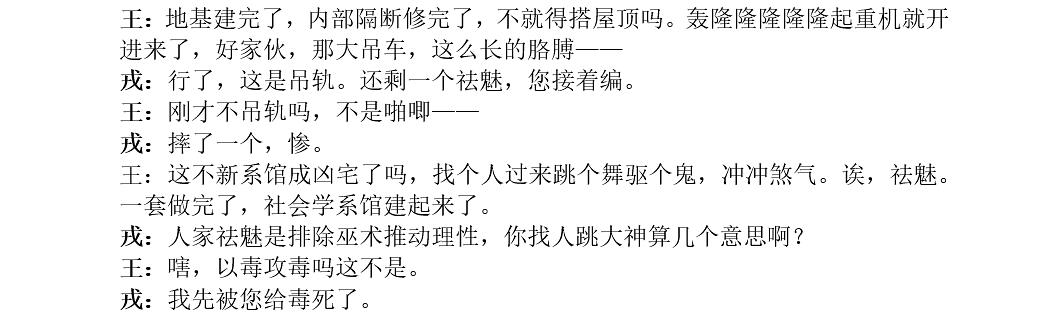 王：地基建完了，内部隔断修完了，不就得搭屋顶吗。轰隆隆隆隆隆起重机就开
进来了，好家伙，那大吊车，这么长的胳膊——
戎：行了，这是吊轨。还剩一个祛魅，您接着编。
王：刚才不吊轨吗，不是啪唧——
戎：摔了一个，惨。
王：这不新系馆成凶宅了吗，找个人过来跳个舞驱个鬼，冲冲煞气。诶，祛魅。
一套做完了，社会学系馆建起来了。
戎：人家祛魅是排除巫术推动理性，你找人跳大神算几个意思啊？
王：嗐，以毒攻毒吗这不是。
戎：我先被您给毒死了。